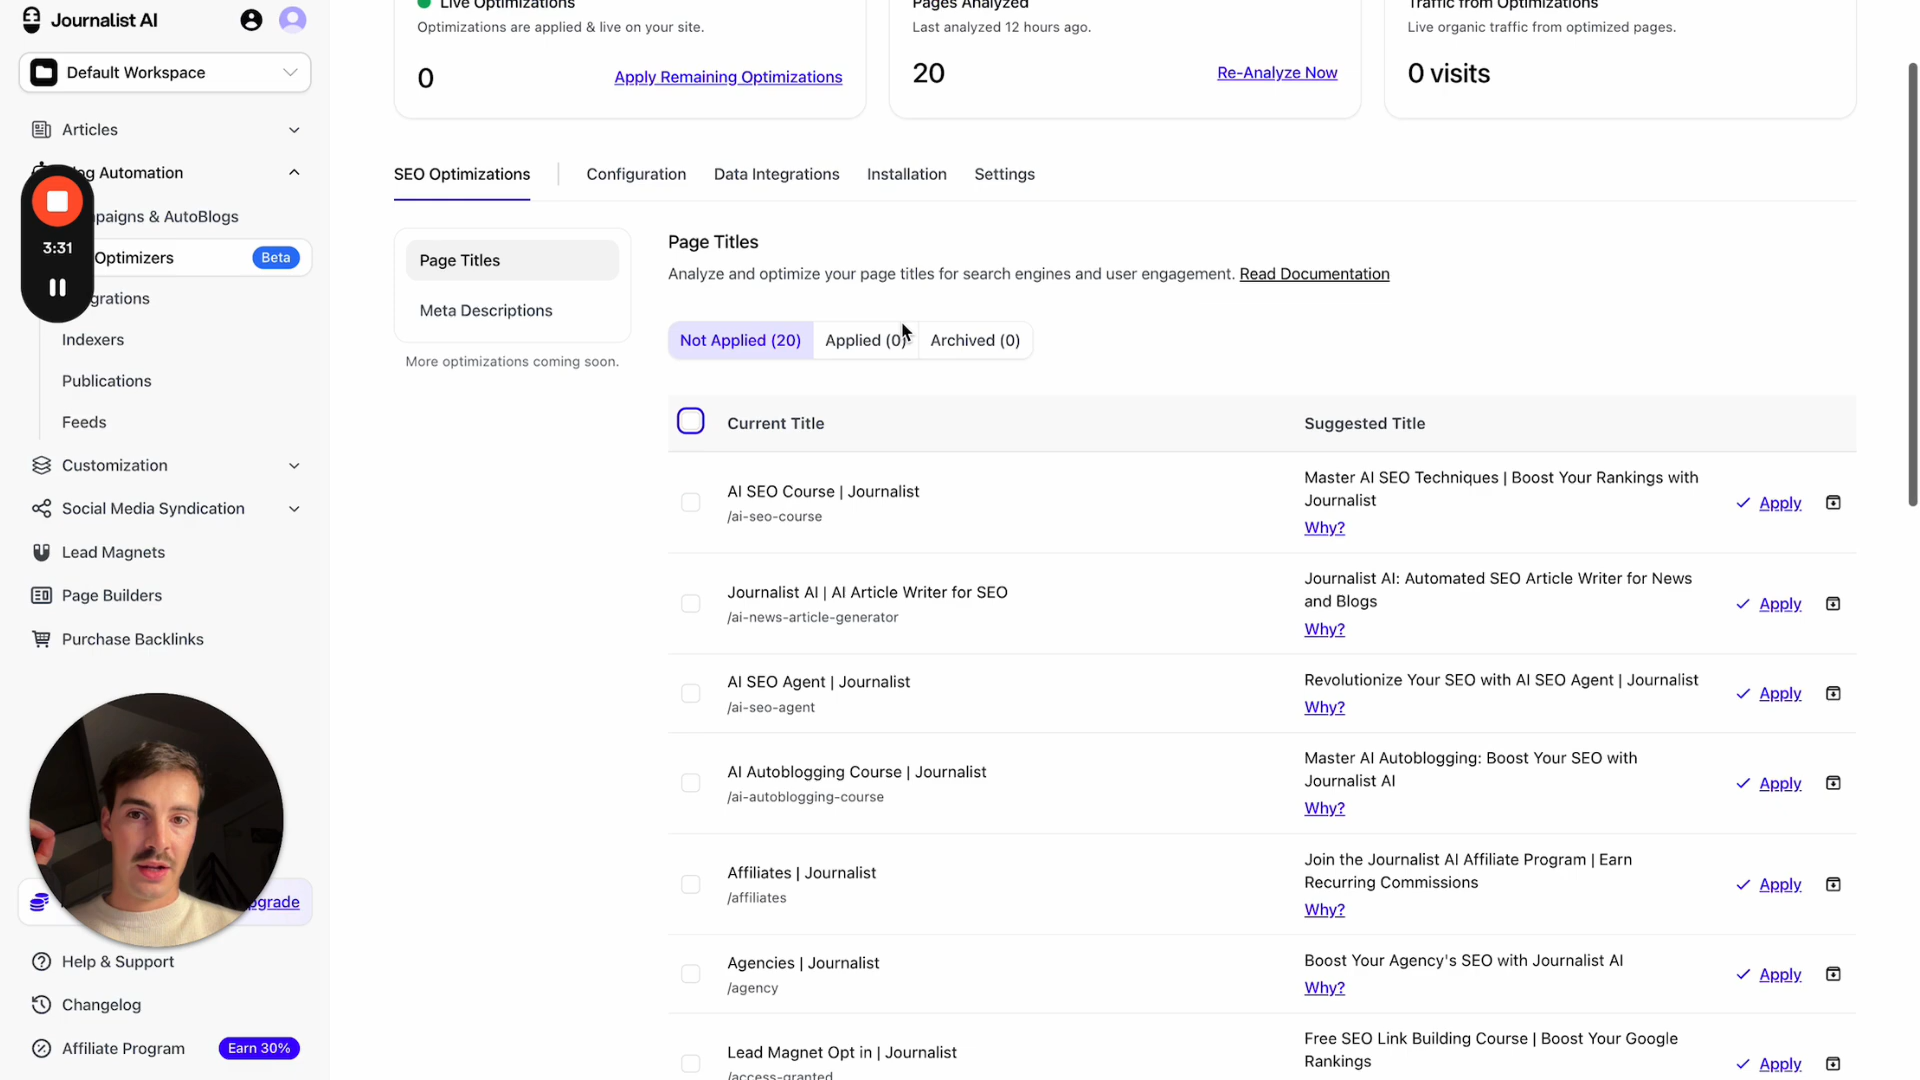 Journalist AI
Default Workspace
Articles
Automation
paigns & AutoBlogs
Optimizers
Beta
grations
Indexers
Publications
Feeds
Customization
Social Media Syndication
Lead Magnets
Page Builders
Purchase Backlinks
3:31
pgrade
Help & Support
Changelog
Affiliate Program
Earn 30%
Live Optimizations
Optimizations are applied & live on your site.
0
Apply Remaining Optimizations
Pages Analyzed
Last analyzed 12 hours ago.
20
Re-Analyze Now
Traffic from Optimizations
Live organic traffic from optimized pages.
0 visits
SEO Optimizations
Configuration
Data Integrations
Installation
Settings
Page Titles
Meta Descriptions
More optimizations coming soon.
Page Titles
Analyze and optimize your page titles for search engines and user engagement. Read Documentation
Not Applied (20)
Applied (0)
Archived (0)
Current Title
Suggested Title
AI SEO Course | Journalist
/ai-seo-course
Master AI SEO Techniques | Boost Your Rankings with
Journalist
Why?
Apply
Journalist AI | AI Article Writer for SEO
/ai-news-article-generator
Journalist AI: Automated SEO Article Writer for News
and Blogs
Why?
Apply
AI SEO Agent | Journalist
/ai-seo-agent
Revolutionize Your SEO with AI SEO Agent | Journalist
Why?
Apply
AI Autoblogging Course | Journalist
/ai-autoblogging-course
Master AI Autoblogging: Boost Your SEO with
Journalist AI
Why?
Apply
Affiliates | Journalist
/affiliates
Join the Journalist AI Affiliate Program | Earn
Recurring Commissions
Why?
Apply
Agencies | Journalist
/agency
Boost Your Agency's SEO with Journalist AI
Why?
Apply
Lead Magnet Opt in | Journalist
/access-granted
Free SEO Link Building Course | Boost Your Google
Rankings
Apply